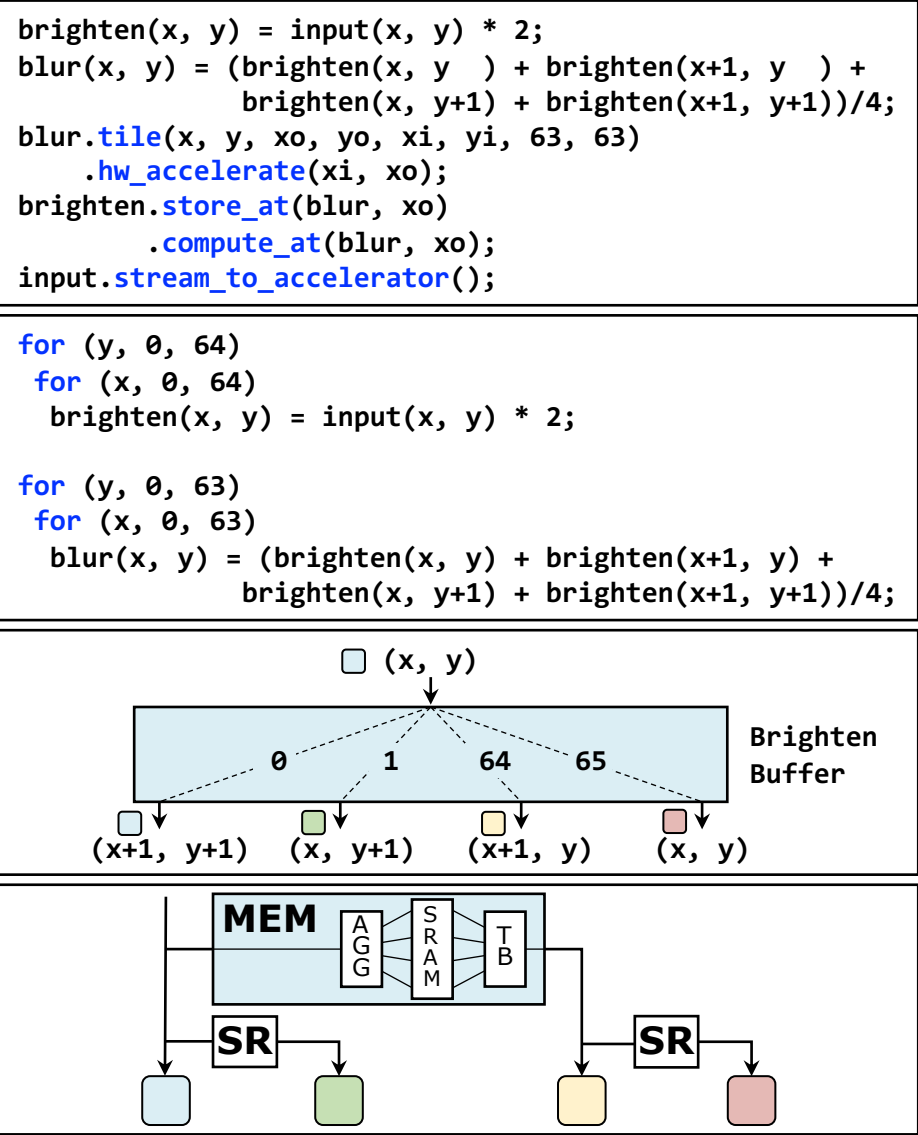 brighten(x, y) = input(x, y) * 2;
blur(x, y) = (brighten(x, y  ) + brighten(x+1, y  ) +
              brighten(x, y+1) + brighten(x+1, y+1))/4;
blur.tile(x, y, xo, yo, xi, yi, 63, 63)
    .hw_accelerate(xi, xo);
brighten.store_at(blur, xo)
        .compute_at(blur, xo);
input.stream_to_accelerator();
for (y, 0, 64)
 for (x, 0, 64)
  brighten(x, y) = input(x, y) * 2;
for (y, 0, 63)
 for (x, 0, 63)
  blur(x, y) = (brighten(x, y) + brighten(x+1, y) +
              brighten(x, y+1) + brighten(x+1, y+1))/4;
(x, y)
0 1 64 65
Brighten
Buffer
(x+1, y+1) (x, y+1) (x+1, y) (x, y)
MEM
AGG
SRAM
TB
SR
SR